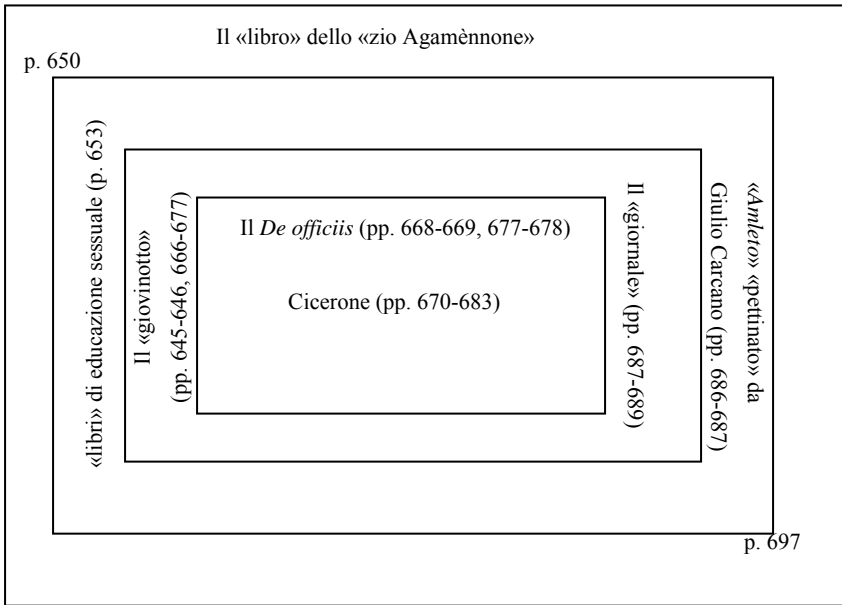 Il «libro» dello «zio Agamènnone»
p. 650
«libri» di educazione sessuale (p. 653)
Il «giovinotto»
(pp. 645-646, 666-677)
Il De officiis (pp. 668-669, 677-678)
Cicerone (pp. 670-683)
Il «giornale» (pp. 687-689)
«Amleto» «pettinato» da
Giulio Carcano (pp. 686-687)
p. 697